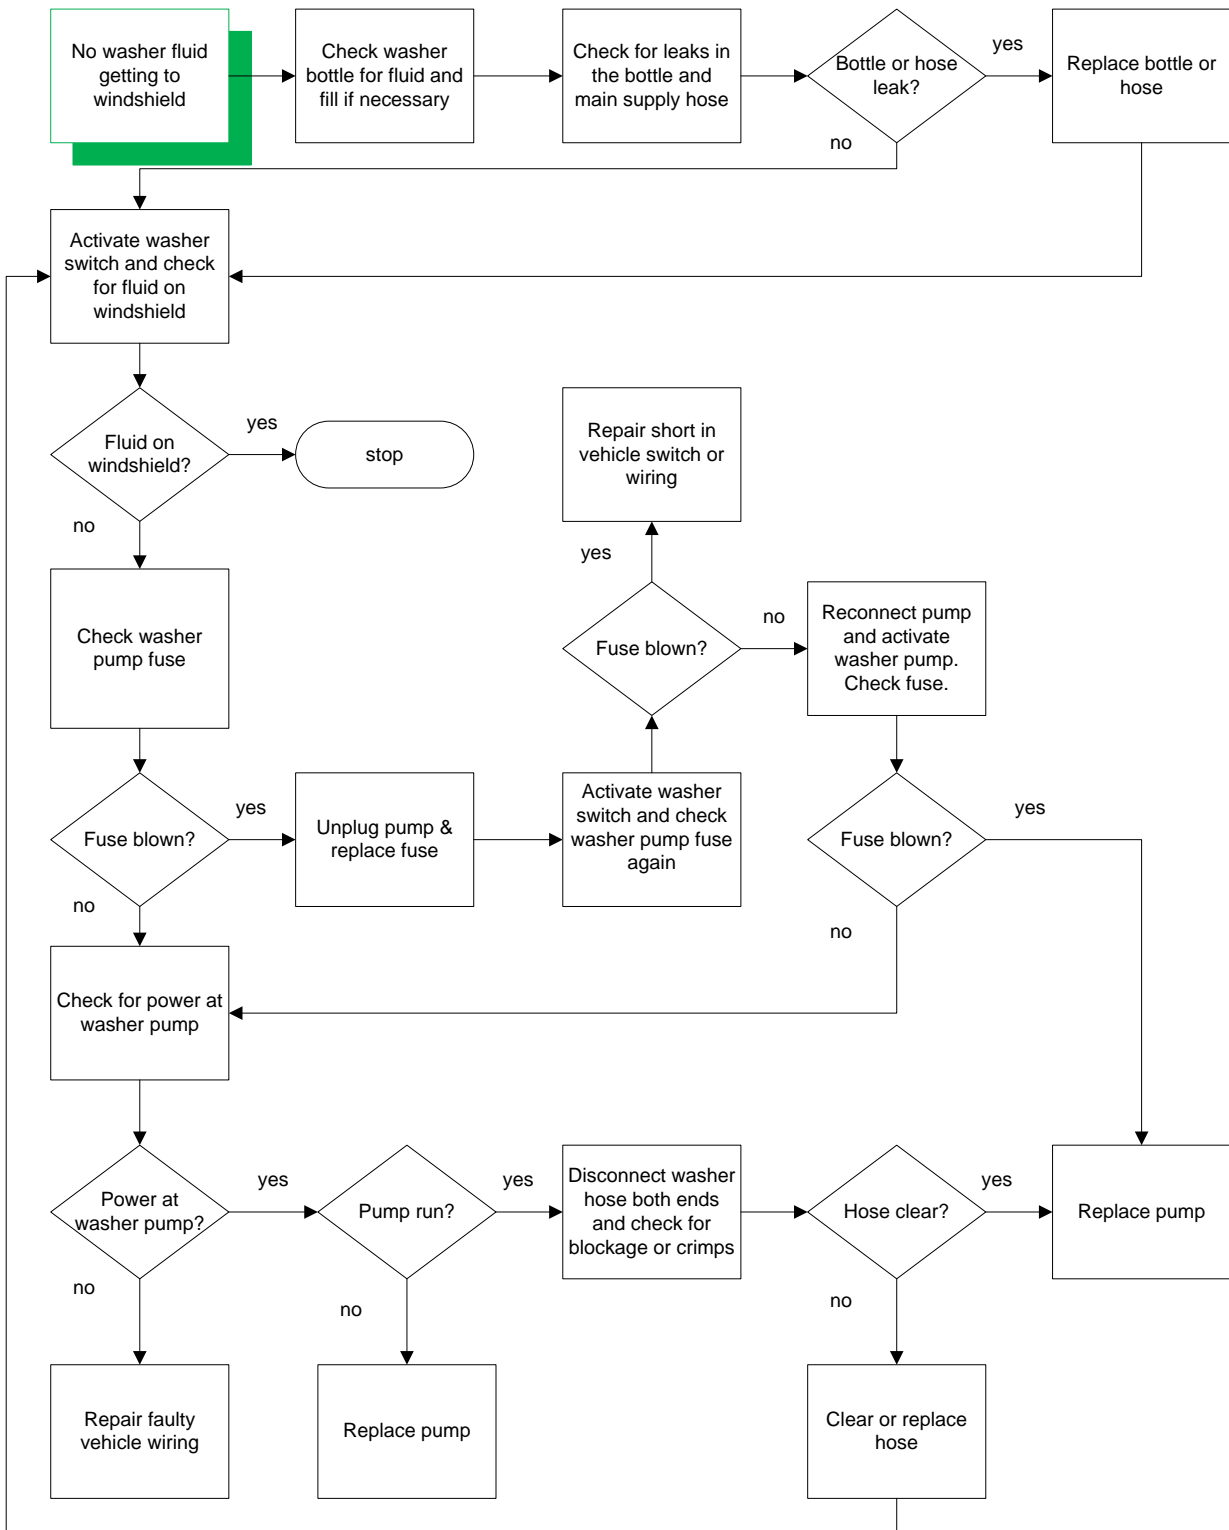 No washer fluid
getting to
windshield
Check washer
bottle for fluid and
fill if necessary
Check for leaks in
the bottle and
main supply hose
Bottle or hose
leak?
yes
Replace bottle or
hose
no
Activate washer
switch and check
for fluid on
windshield
Fluid on
windshield?
yes
stop
no
Repair short in
vehicle switch or
wiring
yes
Check washer
pump fuse
Fuse blown?
no
Reconnect pump
and activate
washer pump.
Check fuse.
Fuse blown?
yes
Unplug pump &
replace fuse
Activate washer
switch and check
washer pump fuse
again
Fuse blown?
yes
no
no
Check for power at
washer pump
Power at
washer pump?
yes
Pump run?
yes
Disconnect washer
hose both ends
and check for
blockage or crimps
Hose clear?
yes
Replace pump
no
no
no
Repair faulty
vehicle wiring
Replace pump
Clear or replace
hose